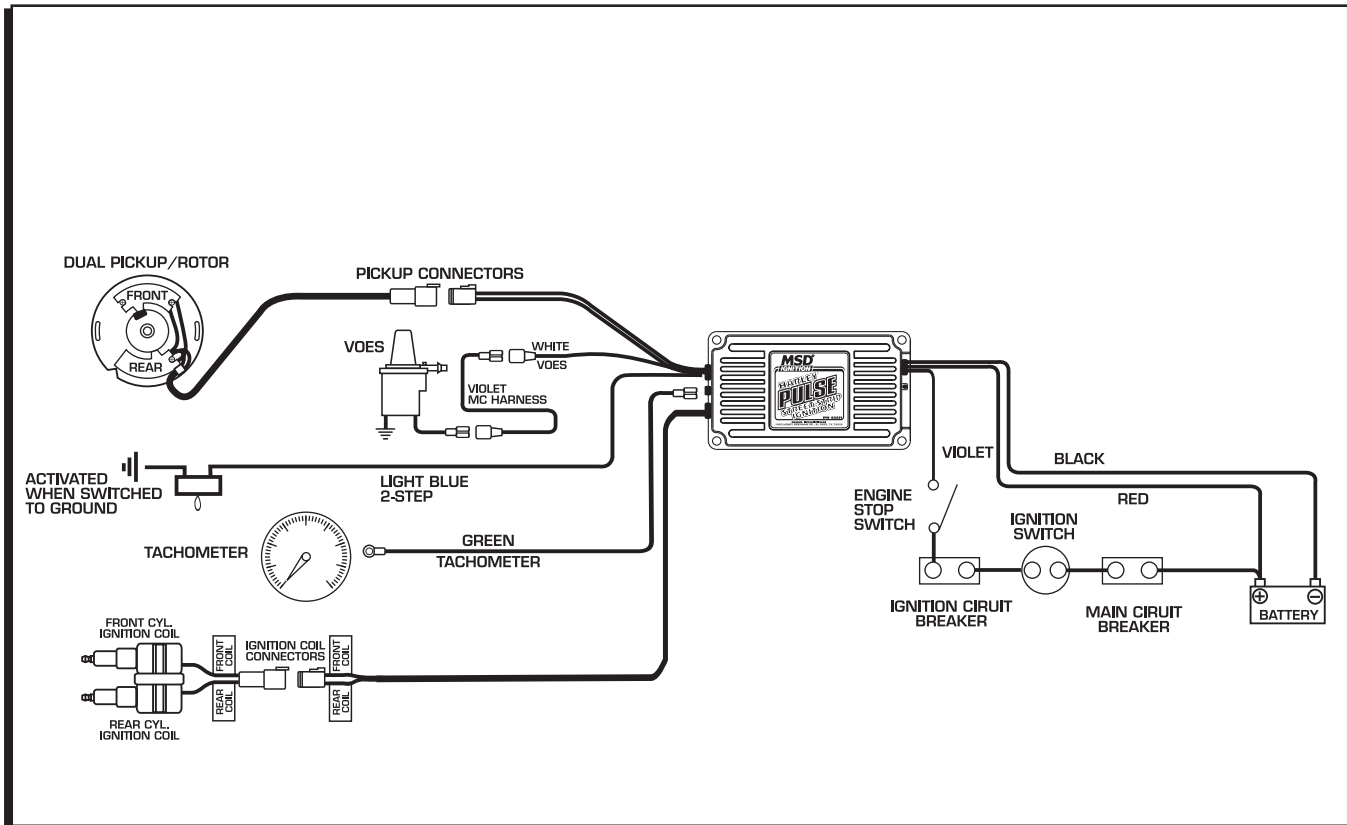 DUAL PICKUP/ROTOR
FRONT
REAR
PICKUP CONNECTORS
VOES
WHITE
VOES
VIOLET
MC HARNESS
MSD
IGNITION
HARLEY
PULSE
IGNITION
VIOLET
BLACK
RED
ENGINE
STOP
SWITCH
IGNITION
SWITCH
IGNITION CIRUIT
BREAKER
MAIN CIRUIT
BREAKER
+
−
BATTERY
ACTIVATED
WHEN SWITCHED
TO GROUND
LIGHT BLUE
2-STEP
TACHOMETER
GREEN
TACHOMETER
FRONT CYL.
IGNITION COIL
FRONT
COIL
REAR
COIL
IGNITION COIL
CONNECTORS
FRONT
COIL
REAR
COIL
REAR CYL.
IGNITION COIL